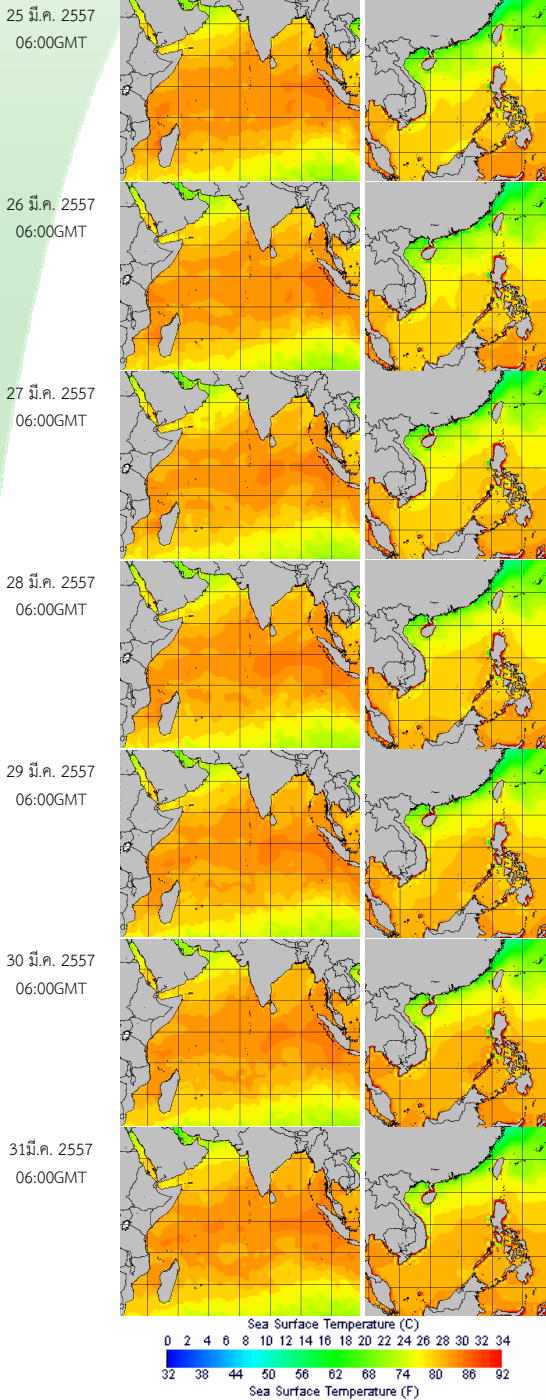 25 มี.ค. 2557
06:00GMT
26 มี.ค. 2557
06:00GMT
27 มี.ค. 2557
06:00GMT
28 มี.ค. 2557
06:00GMT
29 มี.ค. 2557
06:00GMT
30 มี.ค. 2557
06:00GMT
31มี.ค. 2557
06:00GMT
Sea Surface Temperature (C)
0 2 4 6 8 10 12 14 16 18 20 22 24 26 28 30 32 34
32 38 44 50 56 62 68 74 80 86 92
Sea Surface Temperature (F)